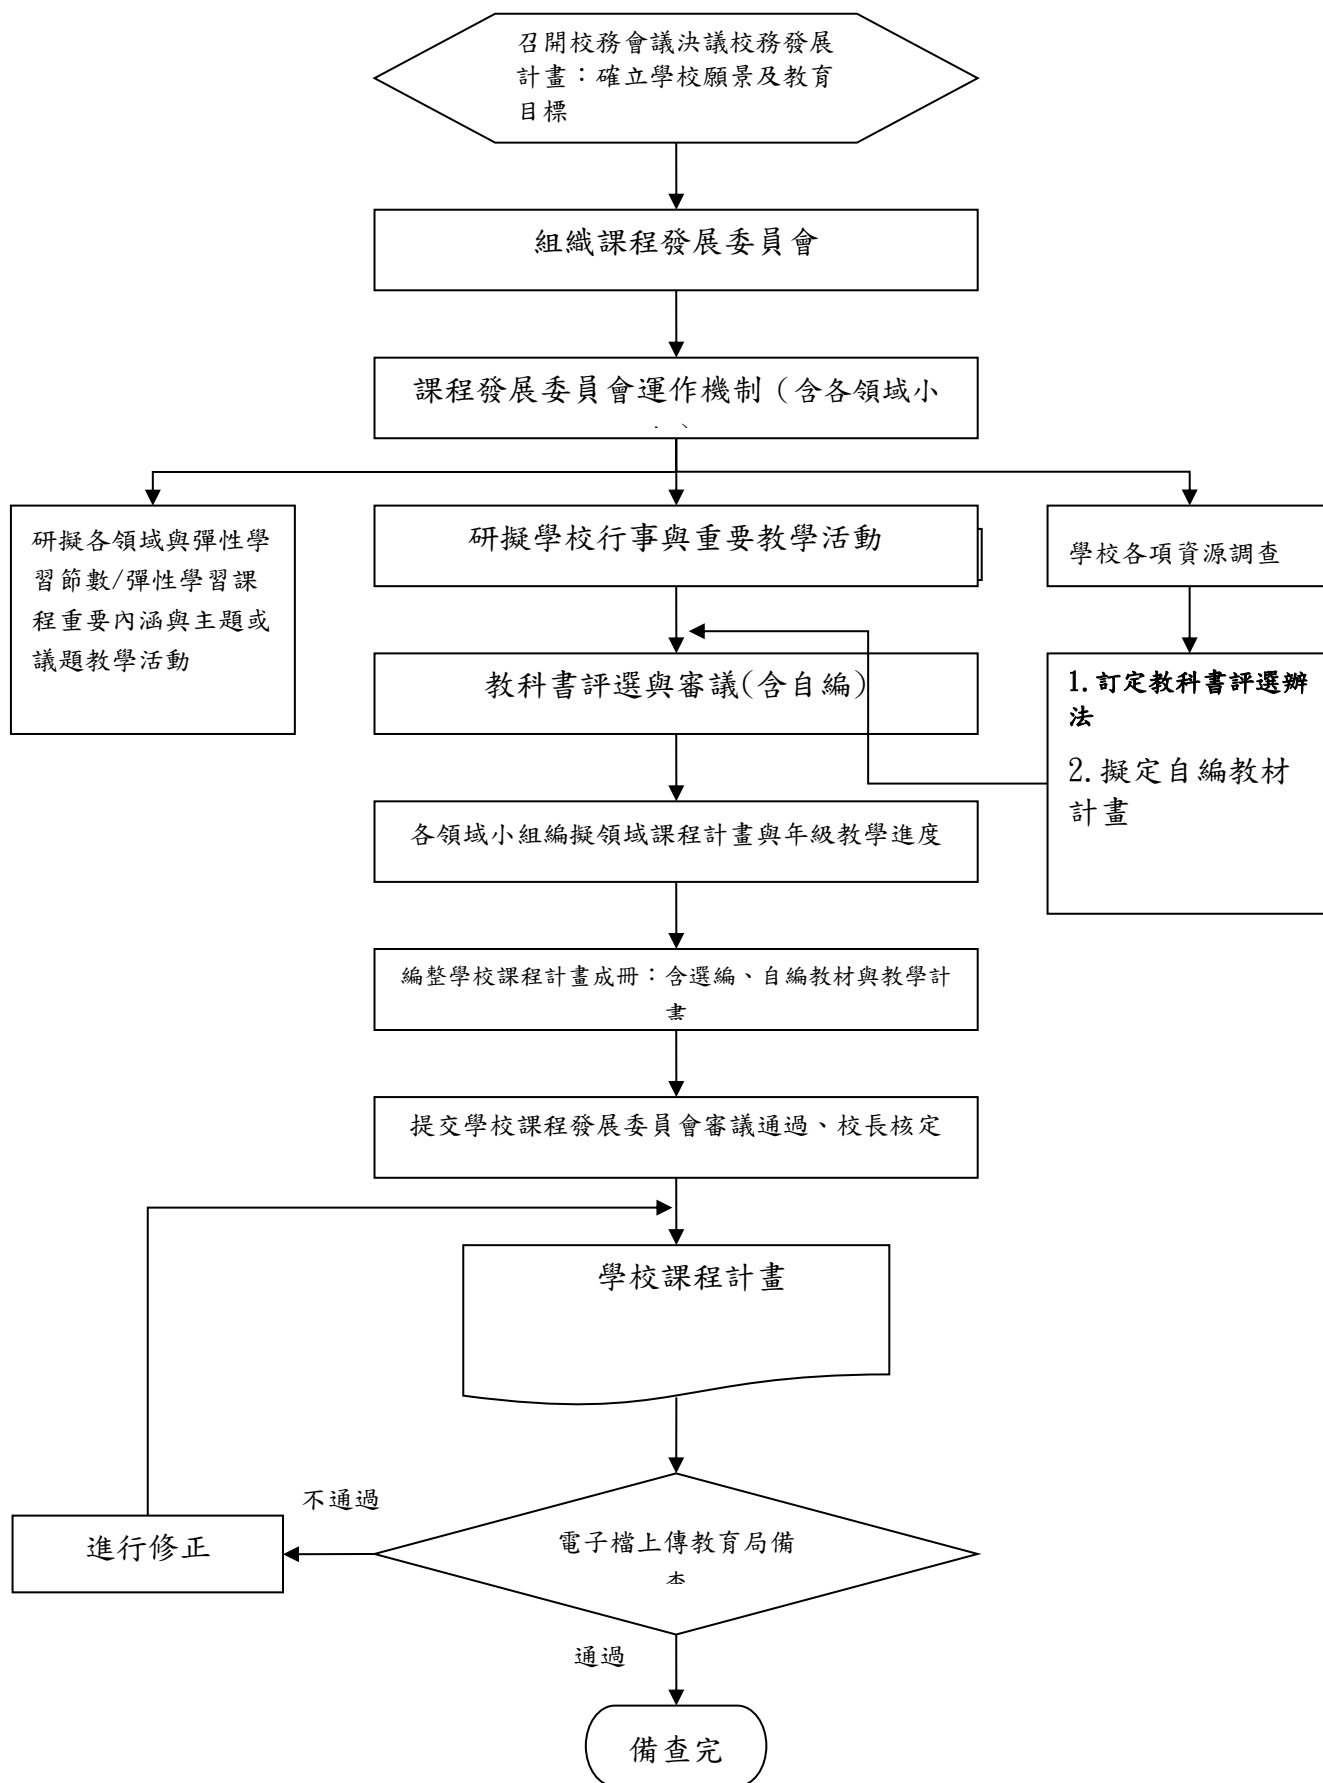 召開校務會議決議校務發展
計畫：確立學校願景及教育
目標
組織課程發展委員會
課程發展委員會運作機制（含各領域小
研擬各領域與彈性學
習節數/彈性學習課
程重要內涵與主題或
議題教學活動
研擬學校行事與重要教學活動
學校各項資源調查
教科書評選與審議(含自編)
1.訂定教科書評選辦
法
2.擬定自編教材
計畫
各領域小組編擬領域課程計畫與年級教學進度
編整學校課程計畫成冊：含選編、自編教材與教學計
畫
提交學校課程發展委員會審議通過、校長核定
學校課程計畫
不通過
進行修正
電子檔上傳教育局備
查
通過
備查完